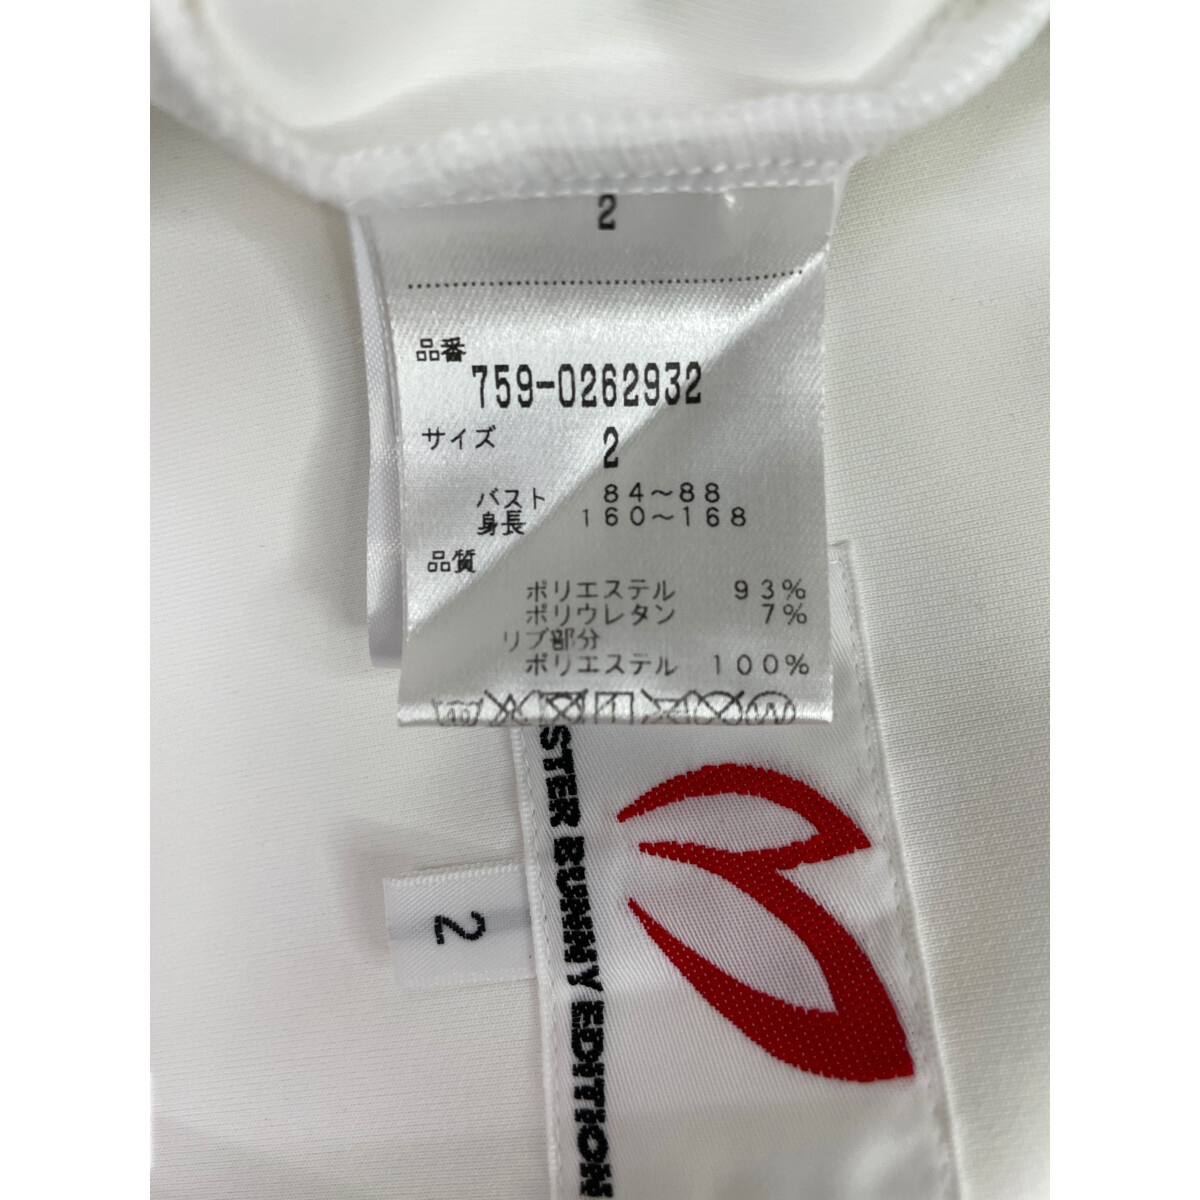 2
品番
759-0262932
サイズ
2
バスト 84～88
身長 160～168
品質
ポリエステル 93%
ポリウレタン 7%
リブ部分
ポリエステル 100%
40
W
STER BUNNY EDITION
2